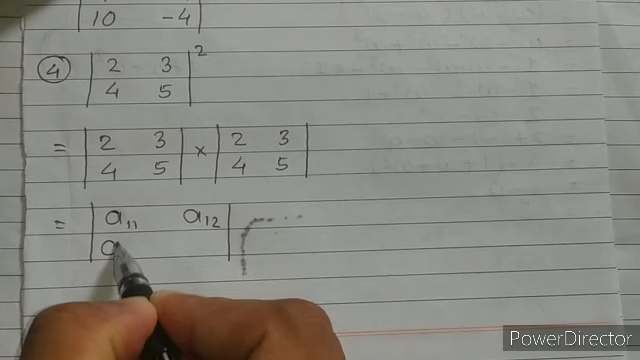 10 -4
④ | 2 3 |²
| 4 5 |
= | 2 3 | × | 2 3 |
| 4 5 | | 4 5 |
= | a₁₁ a₁₂ |
| a
PowerDirector